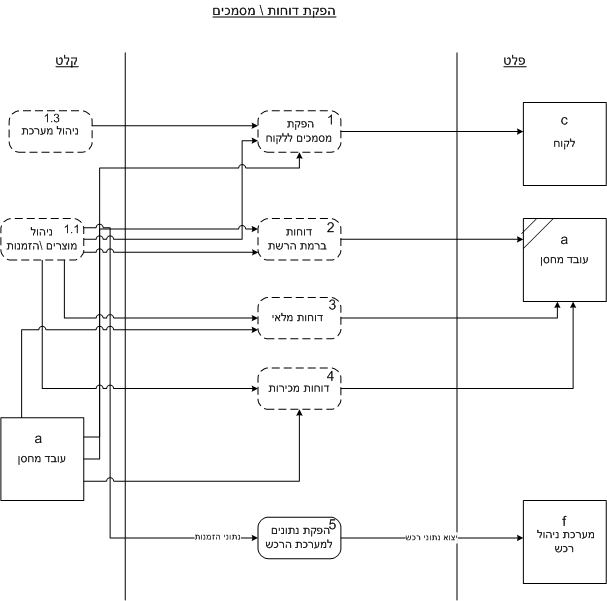 הפקת דוחות \ מסמכים
קלט
פלט
1.3
ניהול מערכת
1
הפקת
מסמכים ללקוח
c
לקוח
1.1
ניהול
מוצרים \הזמנות
2
דוחות
ברמת הרשת
a
עובד מחסן
3
דוחות מלאי
4
דוחות מכירות
a
עובד מחסן
נתוני הזמנות
5
הפקת נתונים
למערכת הרכש
יצוא נתוני רכש
f
מערכת ניהול
רכש